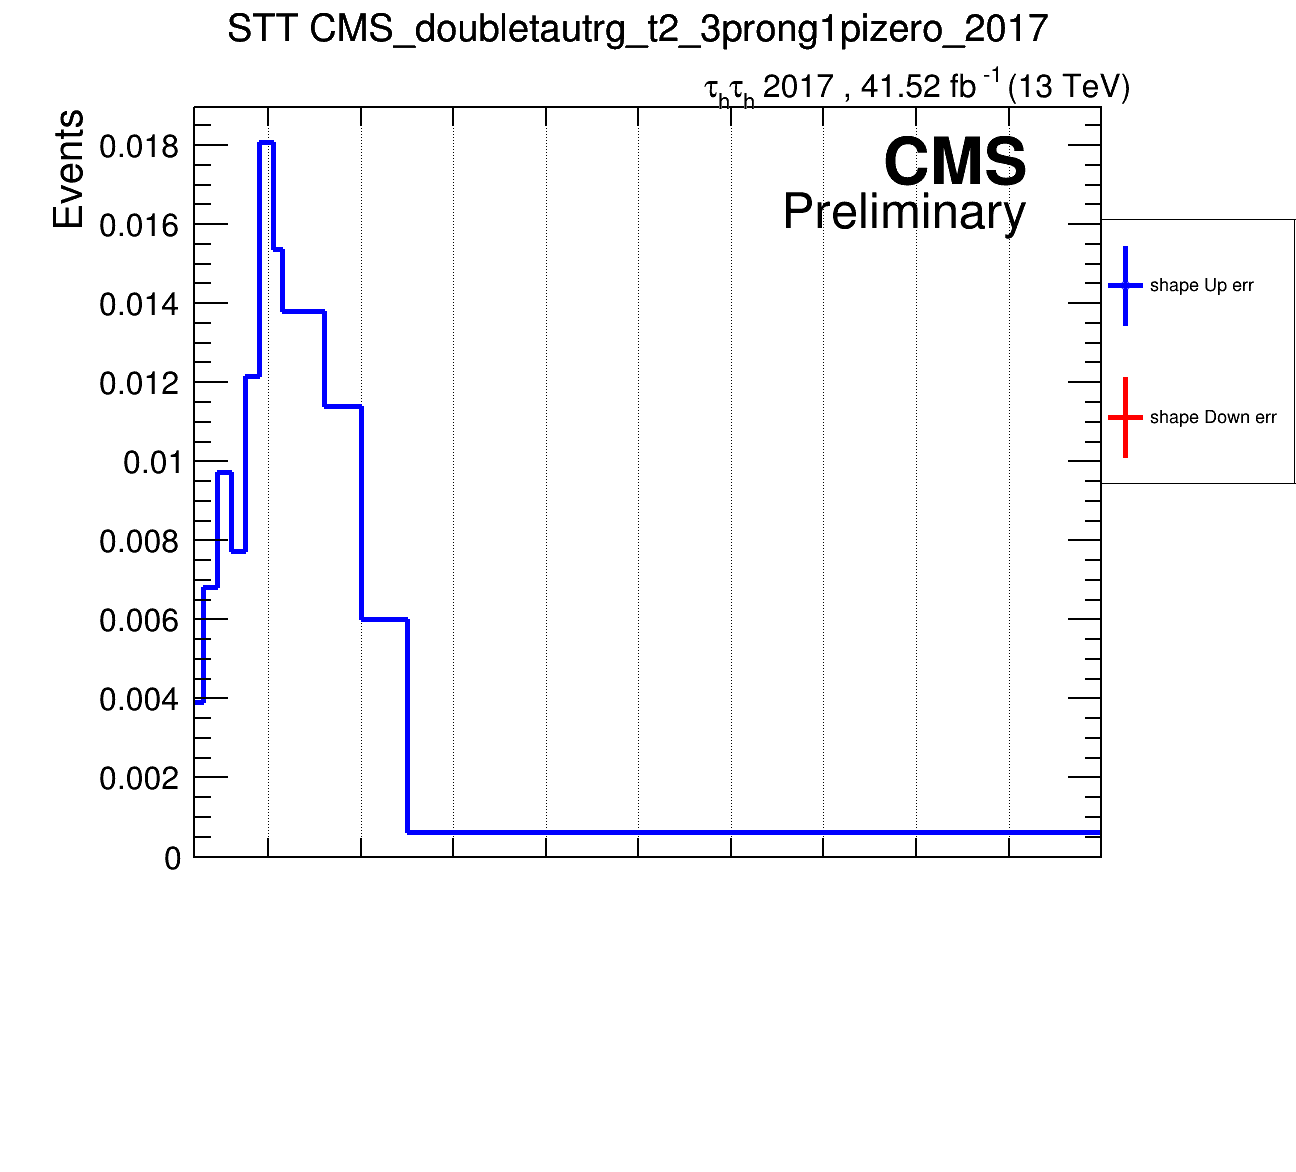 STT CMS_doubletautrg_t2_3prong1pizero_2017
τhτh 2017 , 41.52 fb -1 (13 TeV)
Events
CMS
Preliminary
0.018
0.016
0.014
0.012
0.01
0.008
0.006
0.004
0.002
0
shape Up err
shape Down err